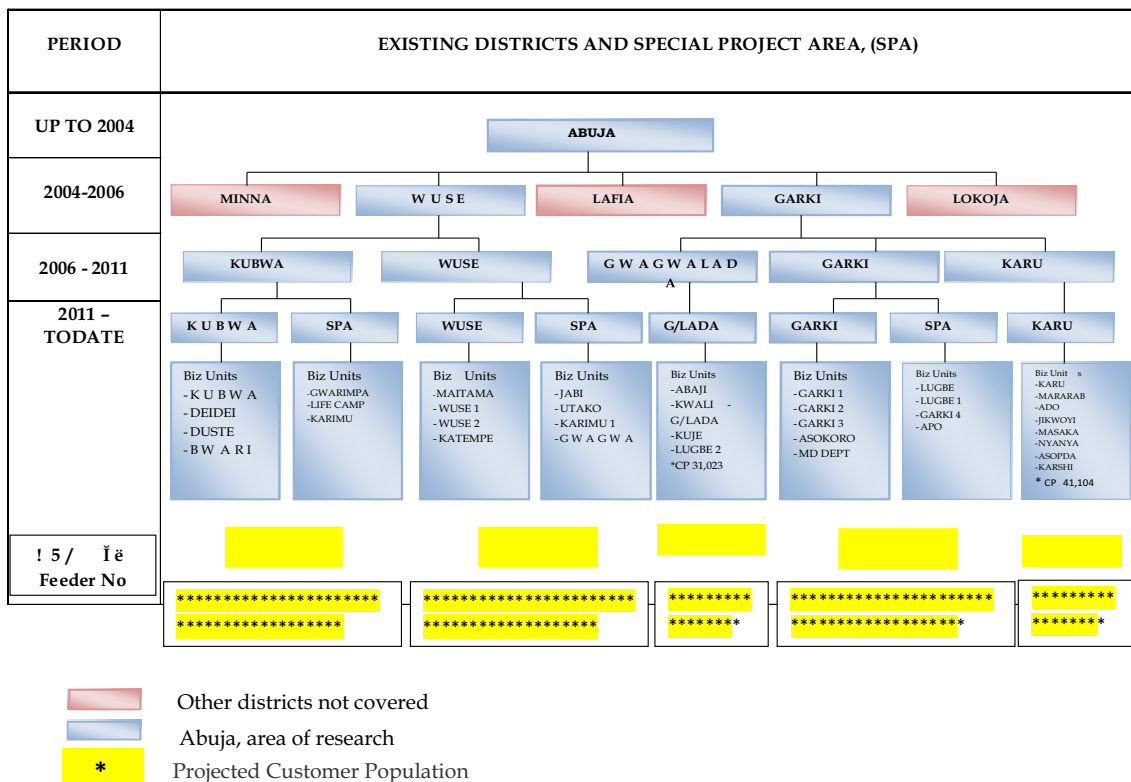 PERIOD
EXISTING DISTRICTS AND SPECIAL PROJECT AREA, (SPA)
UP TO 2004
ABUJA
2004-2006
MINNA
W U S E
LAFIA
GARKI
LOKOJA
2006 - 2011
KUBWA
WUSE
G W A G W A L A D
A
GARKI
KARU
2011 –
TODATE
K U B W A
SPA
WUSE
SPA
G/LADA
GARKI
SPA
KARU
Biz Units
-K U B W A
-DEIDEI
-DUSTE
-B W A R I
Biz Units
-GWARIMPA
-LIFE CAMP
-KARIMU
Biz Units
-MAITAMA
-WUSE 1
-WUSE 2
-KATEMPE
Biz Units
-JABI
-UTAKO
-KARIMU 1
-G W A G W A
Biz Units
-ABAJI
-KWALI -
G/LADA
-KUJE
-LUGBE 2
*CP 31,023
Biz Units
-GARKI 1
-GARKI 2
-GARKI 3
-ASOKORO
-MD DEPT
Biz Units
-LUGBE
-LUGBE 1
-GARKI 4
-APO
Biz Unit s
-KARU
-MARARAB
-ADO
-JIKWOYI
-MASAKA
-NYANYA
-ASOPDA
-KARSHI
* CP 41,104
! 5 / Ǐ ë
Feeder No
**********************
******************
***********************
*******************
*********
********
**********************
*******************
*********
********
Other districts not covered
Abuja, area of research
* Projected Customer Population